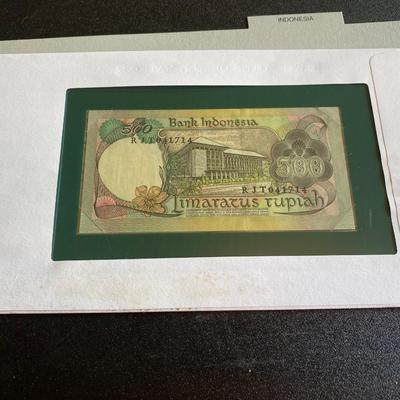 INDONESIA
Bank Indonesia
500
RJT041714
500
RJT041714
Limaratus rupiah